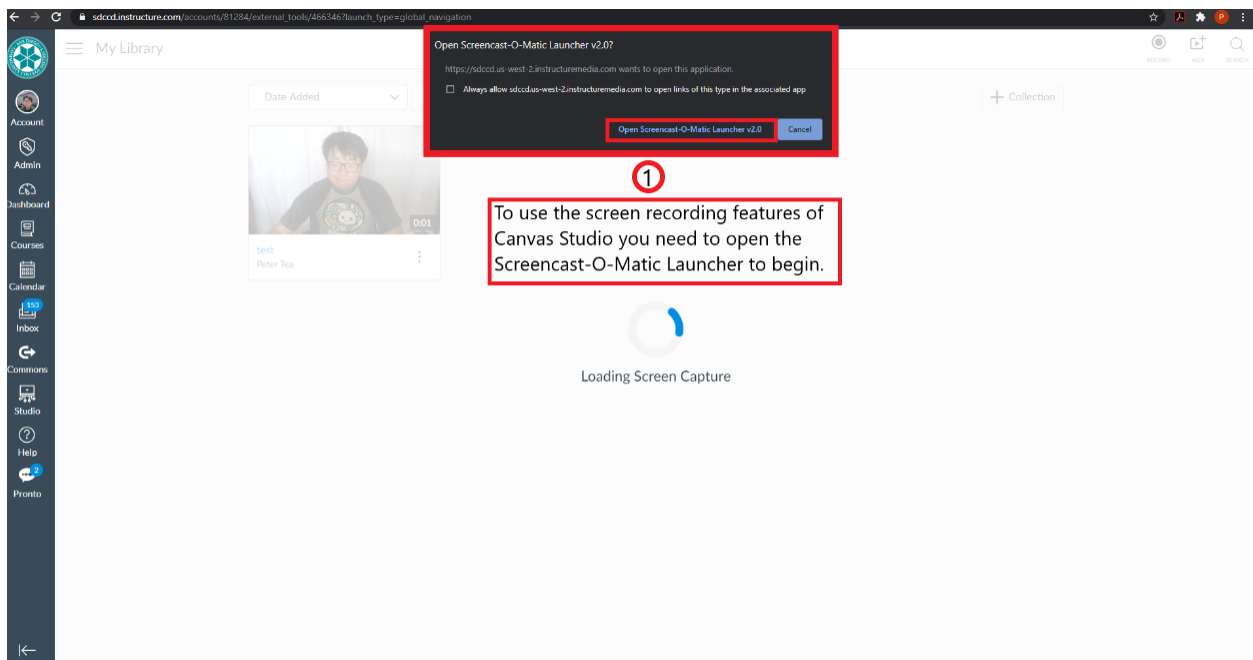 sdccd.instructure.com/accounts/81284/external_tools/466346?launch_type=global_navigation
P
My Library
Open Screencast-O-Matic Launcher v2.0?
https://sdccd.us-west-2.instructuremedia.com wants to open this application.
Always allow sdccd.us-west-2.instructuremedia.com to open links of this type in the associated app
Open Screencast-O-Matic Launcher v2.0
Cancel
RECORD
ADD
SEARCH
Date Added
+ Collection
Account
Admin
Dashboard
Courses
Calendar
153
Inbox
Commons
Studio
Help
2
Pronto
0:01
test
Peter Toa
1
To use the screen recording features of
Canvas Studio you need to open the
Screencast-O-Matic Launcher to begin.
Loading Screen Capture